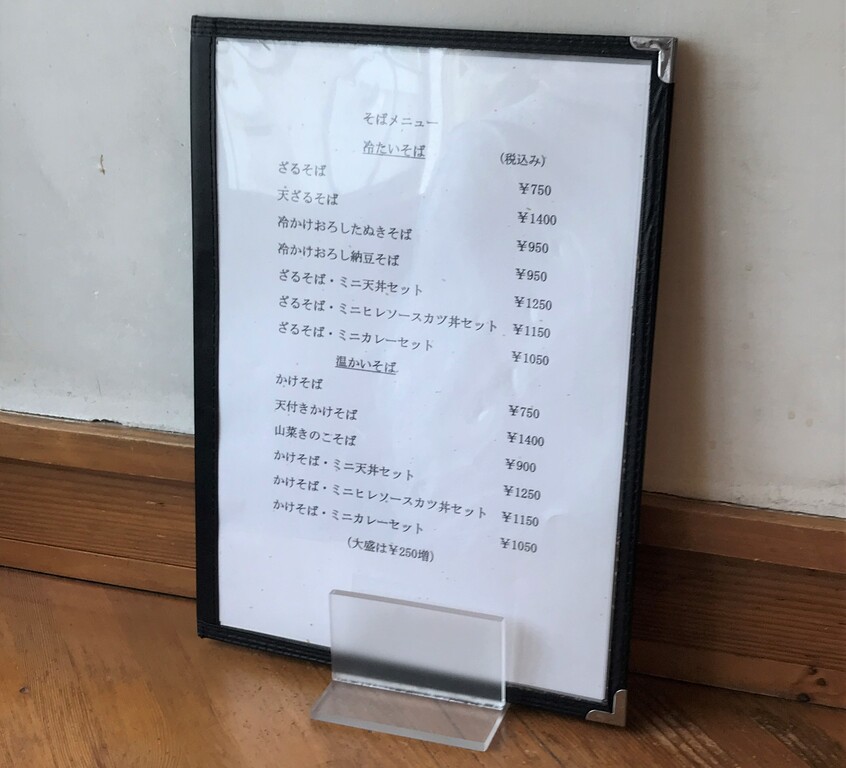 そばメニュー
冷たいそば (税込み)
ざるそば ¥750
天ざるそば ¥1400
冷かけおろしたぬきそば ¥950
冷かけおろし納豆そば ¥950
ざるそば・ミニ天丼セット ¥1250
ざるそば・ミニヒレソースカツ丼セット ¥1150
ざるそば・ミニカレーセット ¥1050
温かいそば
かけそば ¥750
天付きかけそば ¥1400
山菜きのこそば ¥900
かけそば・ミニ天丼セット ¥1250
かけそば・ミニヒレソースカツ丼セット ¥1150
かけそば・ミニカレーセット ¥1050
(大盛は¥250増)